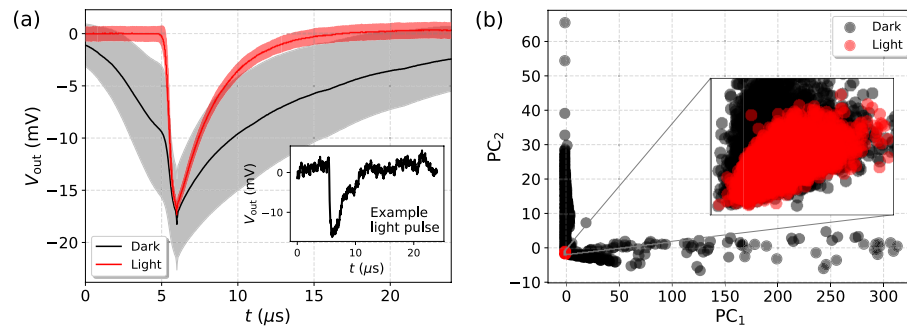 (a)
0
−5
−10
−15
−20
V_out (mV)
0
5
10
15
20
t (μs)
Dark
Light
0
−10
V_out (mV)
Example
light pulse
0
10
20
t (μs)
(b)
60
50
40
30
20
10
0
−10
PC₂
0
50
100
150
200
250
300
PC₁
Dark
Light